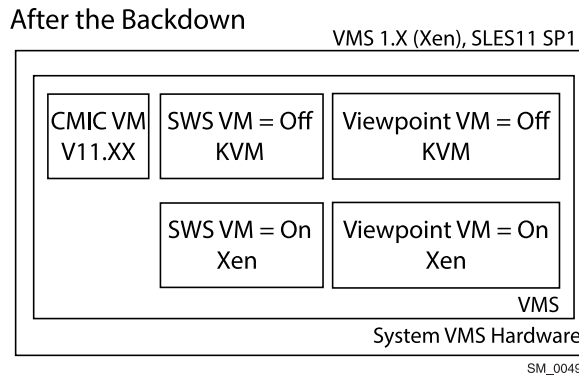 After the Backdown
VMS 1.X (Xen), SLES11 SP1
CMIC VM
V11.XX
SWS VM = Off
KVM
Viewpoint VM = Off
KVM
SWS VM = On
Xen
Viewpoint VM = On
Xen
VMS
System VMS Hardware
SM_0049